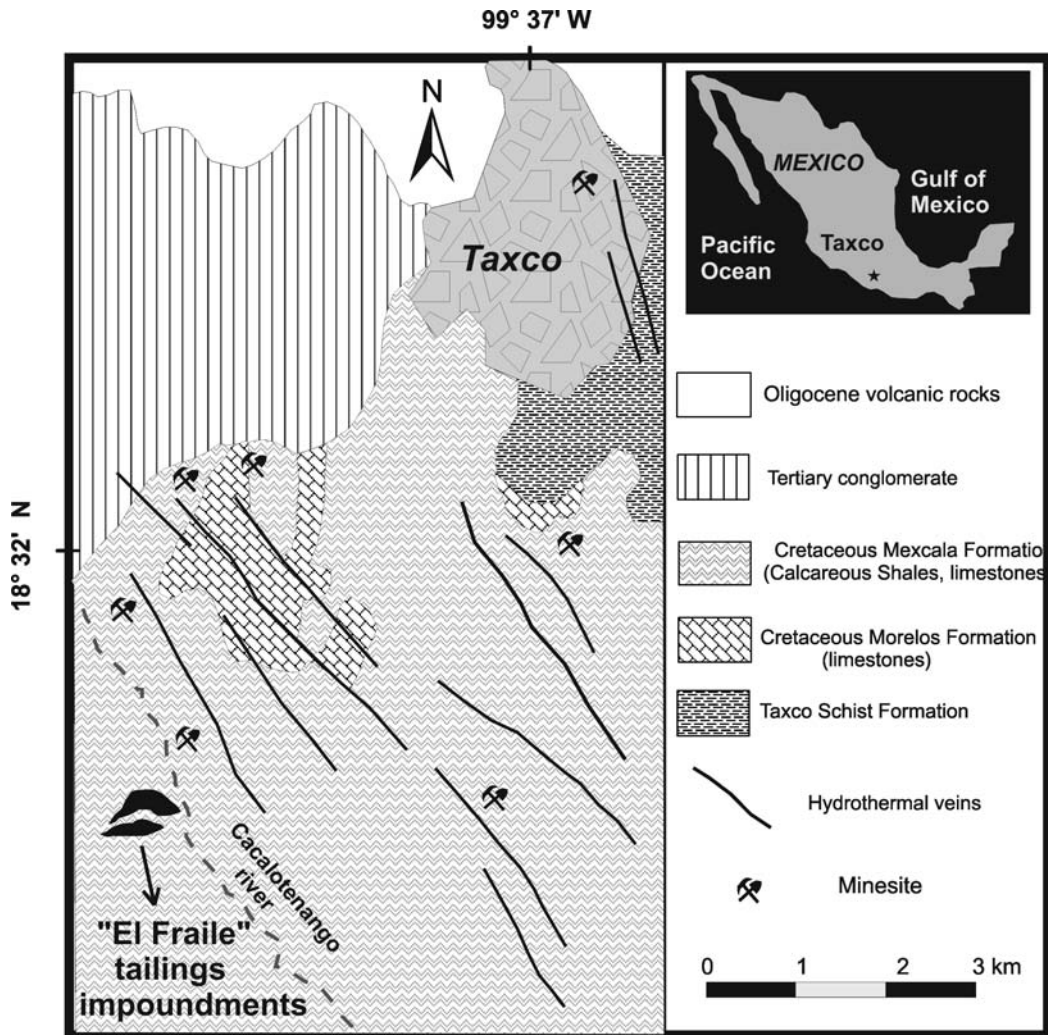 99° 37' W
N
Taxco
18° 32' N
Cacalotenango
river
"El Fraile"
tailings
impoundments
MEXICO
Gulf of
Mexico
Pacific
Ocean
Taxco
Oligocene volcanic rocks
Tertiary conglomerate
Cretaceous Mexcala Formatio
(Calcareous Shales, limestones
Cretaceous Morelos Formation
(limestones)
Taxco Schist Formation
Hydrothermal veins
Minesite
0 1 2 3 km